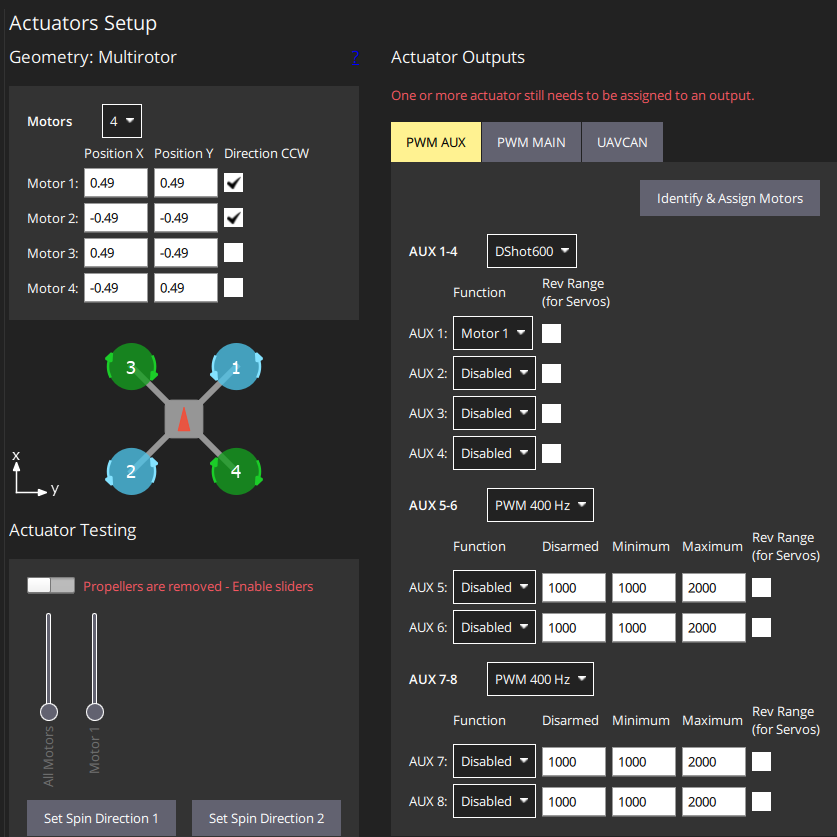 Actuators Setup
Geometry: Multirotor ?
Motors 4
Position X Position Y Direction CCW
Motor 1: 0.49 0.49
Motor 2: -0.49 -0.49
Motor 3: 0.49 -0.49
Motor 4: -0.49 0.49
3 1
2 4
x
y
Actuator Testing
Propellers are removed - Enable sliders
All Motors
Motor 1
Set Spin Direction 1 Set Spin Direction 2
Actuator Outputs
One or more actuator still needs to be assigned to an output.
PWM AUX PWM MAIN UAVCAN
Identify & Assign Motors
AUX 1-4 DShot600
Function Rev Range
(for Servos)
AUX 1: Motor 1
AUX 2: Disabled
AUX 3: Disabled
AUX 4: Disabled
AUX 5-6 PWM 400 Hz
Function Disarmed Minimum Maximum Rev Range
(for Servos)
AUX 5: Disabled 1000 1000 2000
AUX 6: Disabled 1000 1000 2000
AUX 7-8 PWM 400 Hz
Function Disarmed Minimum Maximum Rev Range
(for Servos)
AUX 7: Disabled 1000 1000 2000
AUX 8: Disabled 1000 1000 2000